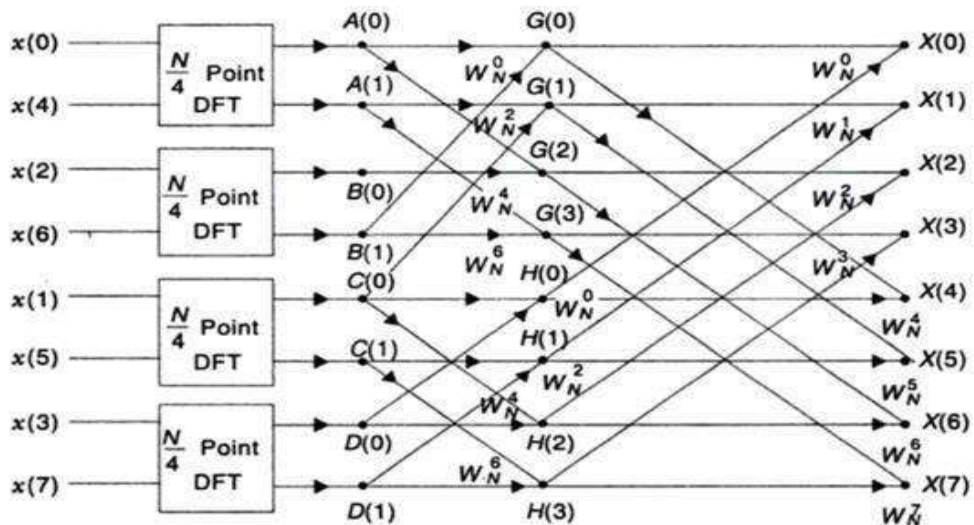 A(0) G(0)
x(0) N/4 Point DFT W_N^0 W_N^0 X(0)
A(1) G(1)
x(4) W_N^2 W_N^1 X(1)
G(2)
x(2) N/4 Point DFT B(0) W_N^4 W_N^2 X(2)
G(3)
x(6) B(1) W_N^6 W_N^3 X(3)
C(0) H(0)
x(1) N/4 Point DFT W_N^0 W_N^4 X(4)
C(1) H(1)
x(5) W_N^2 W_N^5 X(5)
W_N^4
x(3) N/4 Point DFT D(0) H(2) W_N^6 X(6)
W_N^6
x(7) D(1) H(3) W_N^7 X(7)